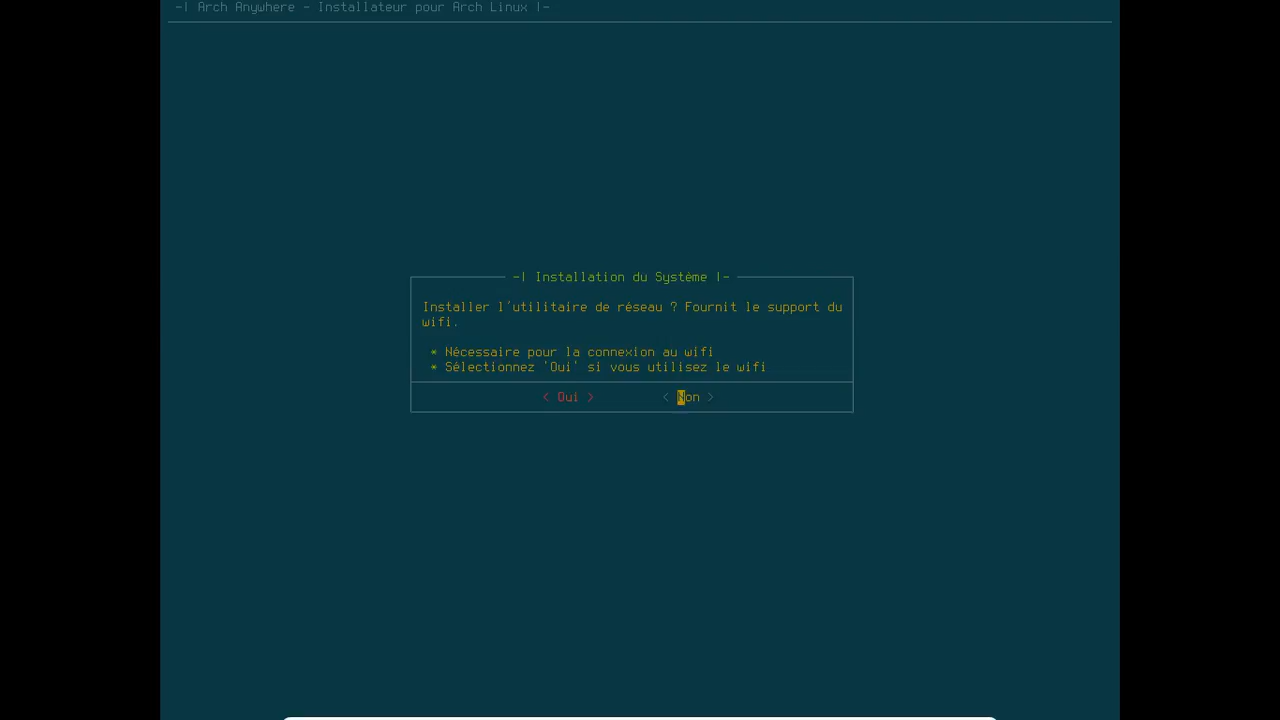 -| Arch Anywhere - Installateur pour Arch Linux |-
-| Installation du Système |-
Installer l'utilitaire de réseau ? Fournit le support du
wifi.
* Nécessaire pour la connexion au wifi
* Sélectionnez 'Oui' si vous utilisez le wifi
< Oui > < Non >